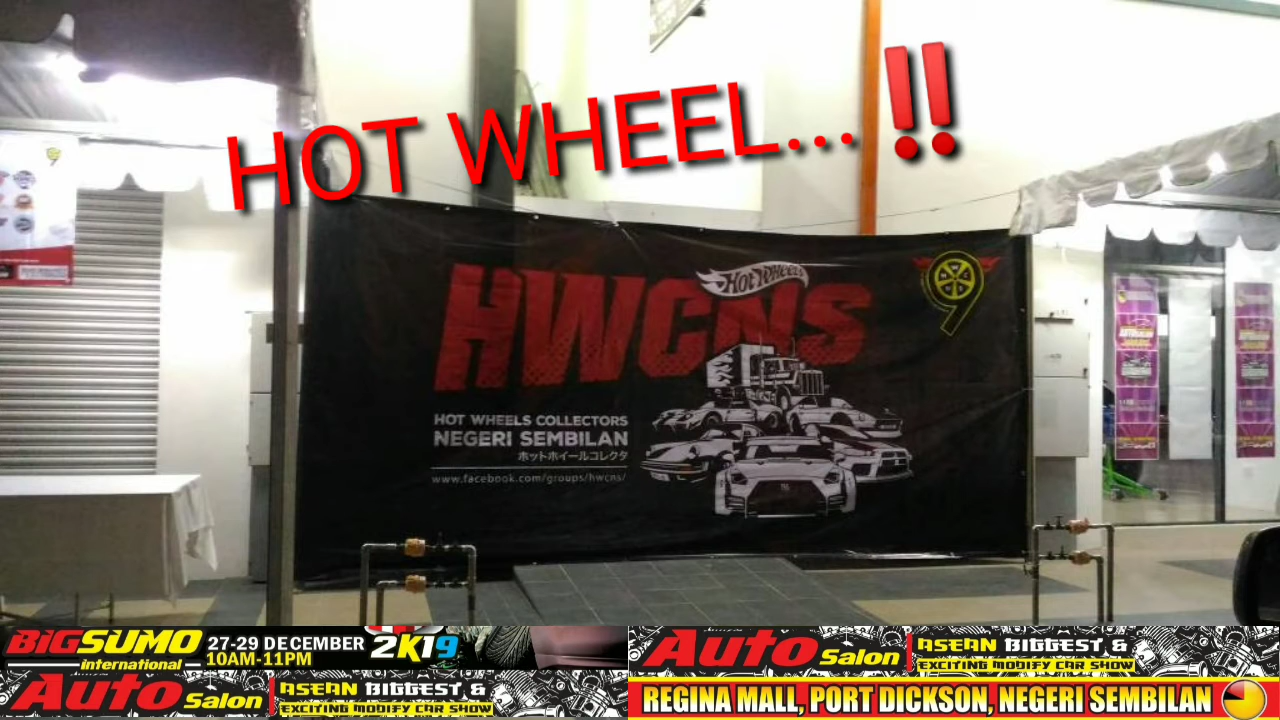 HOT WHEEL...‼
HWCNS
Hot Wheels
9
HOT WHEELS COLLECTORS
NEGERI SEMBILAN
ホットホイールコレクタ
www.facebook.com/groups/hwcns/
BIGSUMO
international
27-29 DECEMBER 2K19
10AM-11PM
Auto Salon
ASEAN BIGGEST &
EXCITING MODIFY CAR SHOW
Auto Salon
ASEAN BIGGEST &
EXCITING MODIFY CAR SHOW
REGINA MALL, PORT DICKSON, NEGERI SEMBILAN